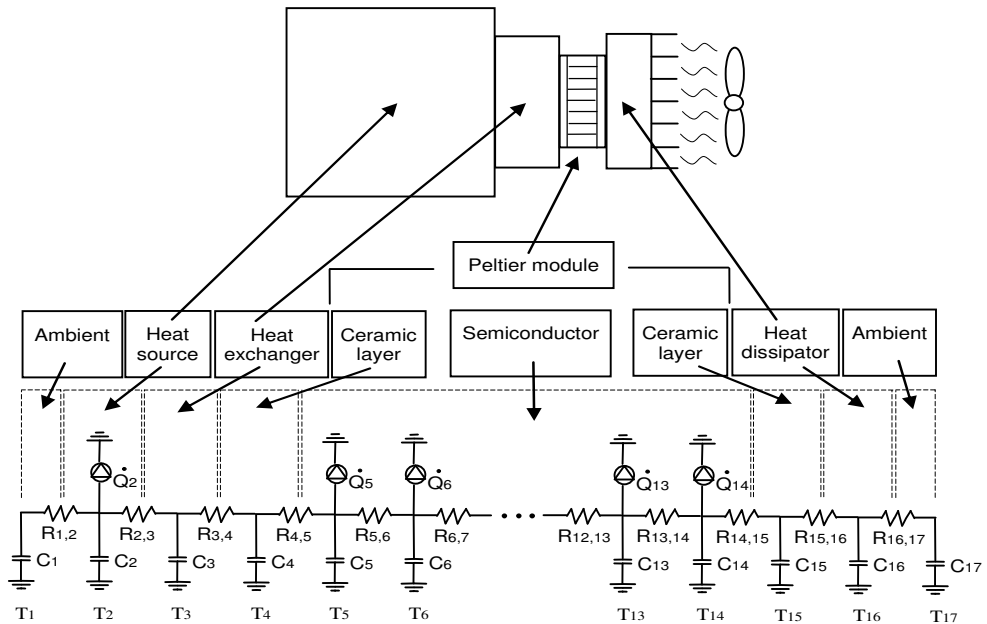 Peltier module
Ambient
Heat
source
Heat
exchanger
Ceramic
layer
Semiconductor
Ceramic
layer
Heat
dissipator
Ambient
Q̇2
Q̇5
Q̇6
Q̇13
Q̇14
R1,2
R2,3
R3,4
R4,5
R5,6
R6,7
R12,13
R13,14
R14,15
R15,16
R16,17
C1
C2
C3
C4
C5
C6
C13
C14
C15
C16
C17
T1
T2
T3
T4
T5
T6
T13
T14
T15
T16
T17